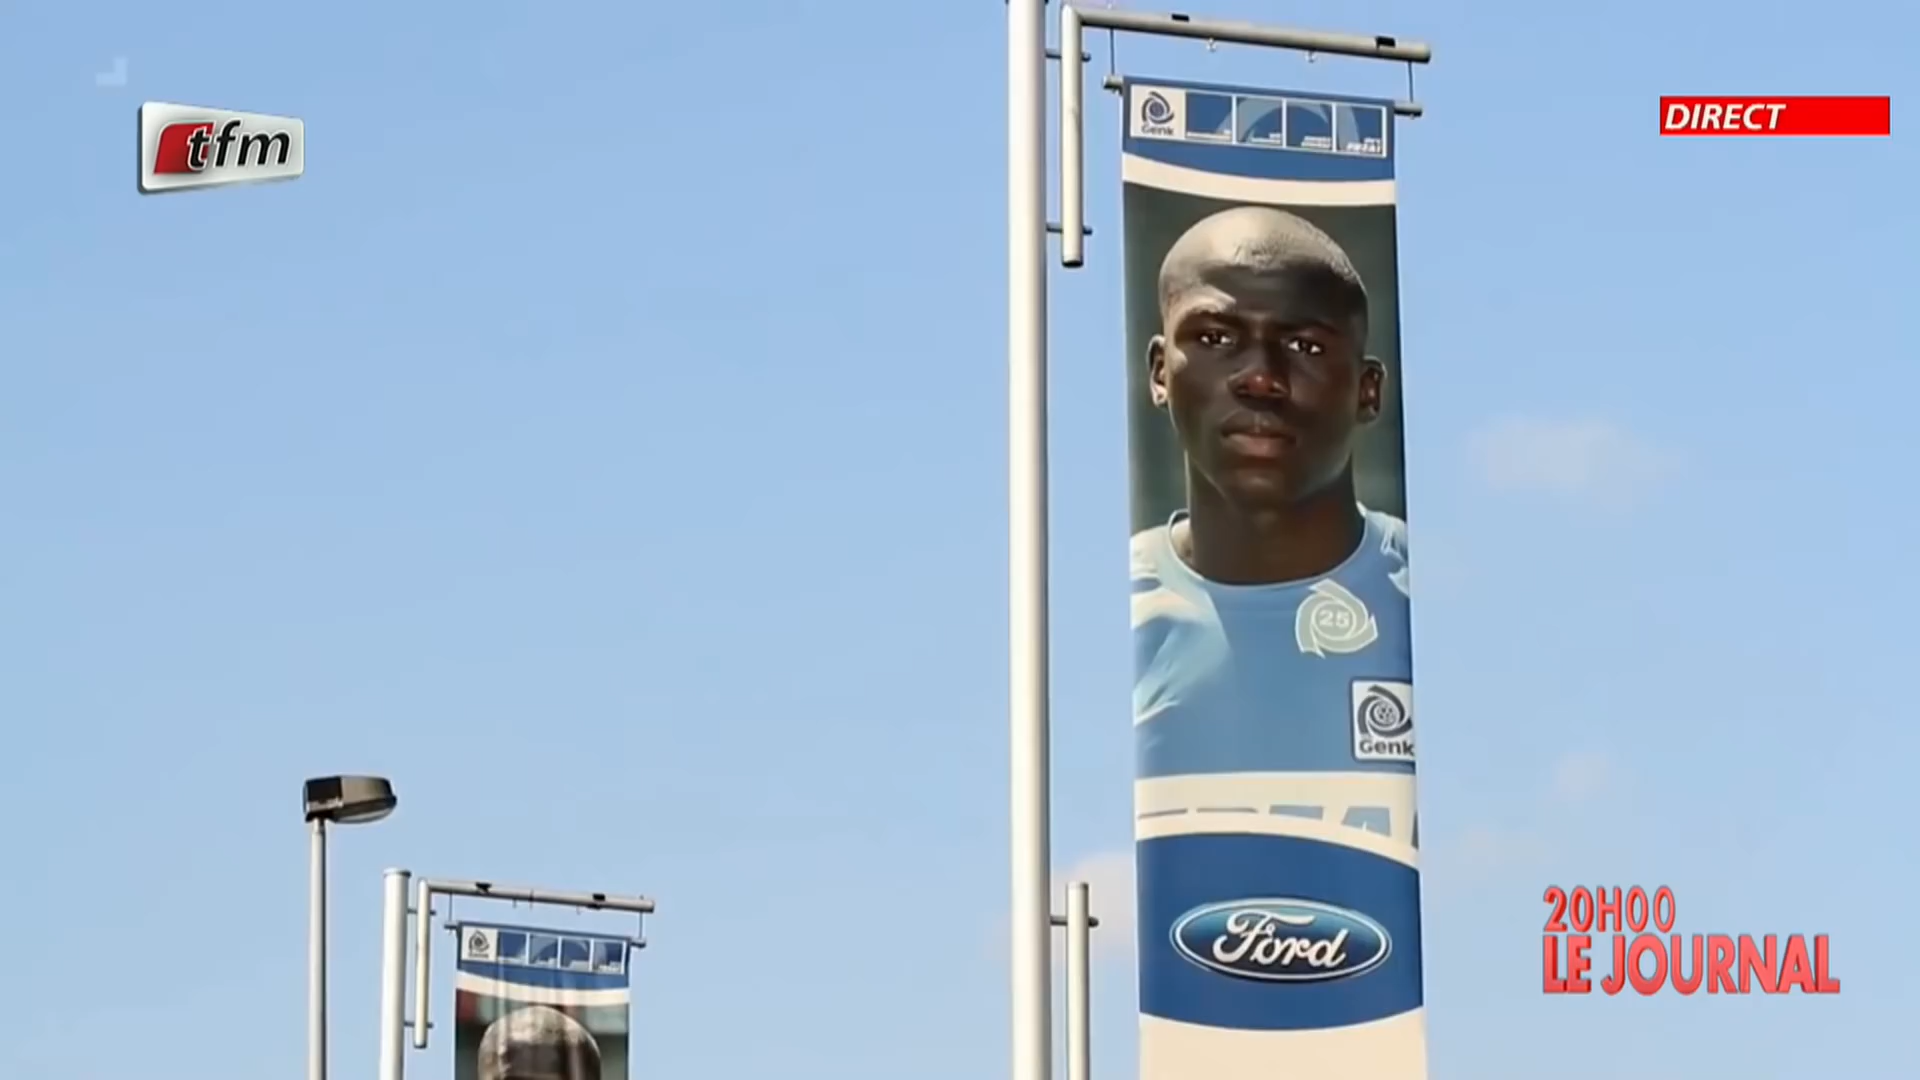 tfm
DIRECT
Genk
25
Genk
Ford
20H00
LE JOURNAL